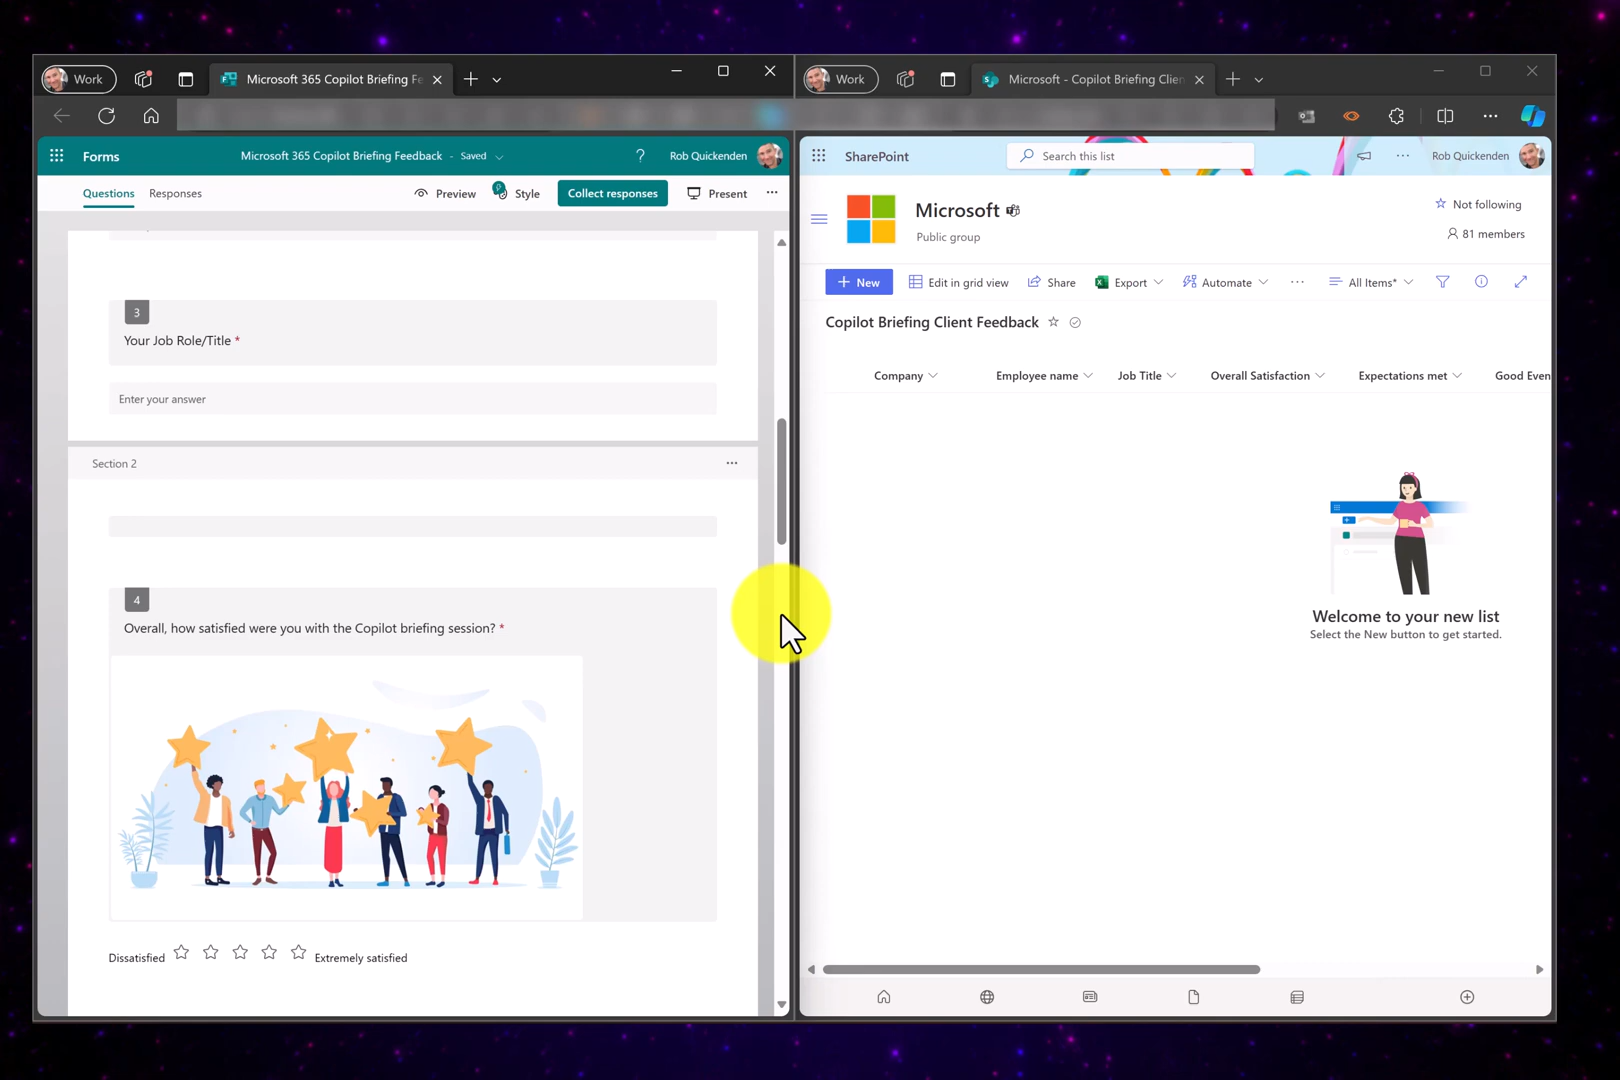 Work
Microsoft 365 Copilot Briefing Fe
Forms
Microsoft 365 Copilot Briefing Feedback - Saved
?
Rob Quickenden
Questions
Responses
Preview
Style
Collect responses
Present
3
Your Job Role/Title *
Enter your answer
Section 2
4
Overall, how satisfied were you with the Copilot briefing session? *
Dissatisfied
Extremely satisfied
Work
Microsoft - Copilot Briefing Clien
SharePoint
Search this list
Rob Quickenden
Microsoft
Public group
Not following
81 members
+ New
Edit in grid view
Share
Export
Automate
All Items*
Copilot Briefing Client Feedback
Company
Employee name
Job Title
Overall Satisfaction
Expectations met
Good Even
Welcome to your new list
Select the New button to get started.